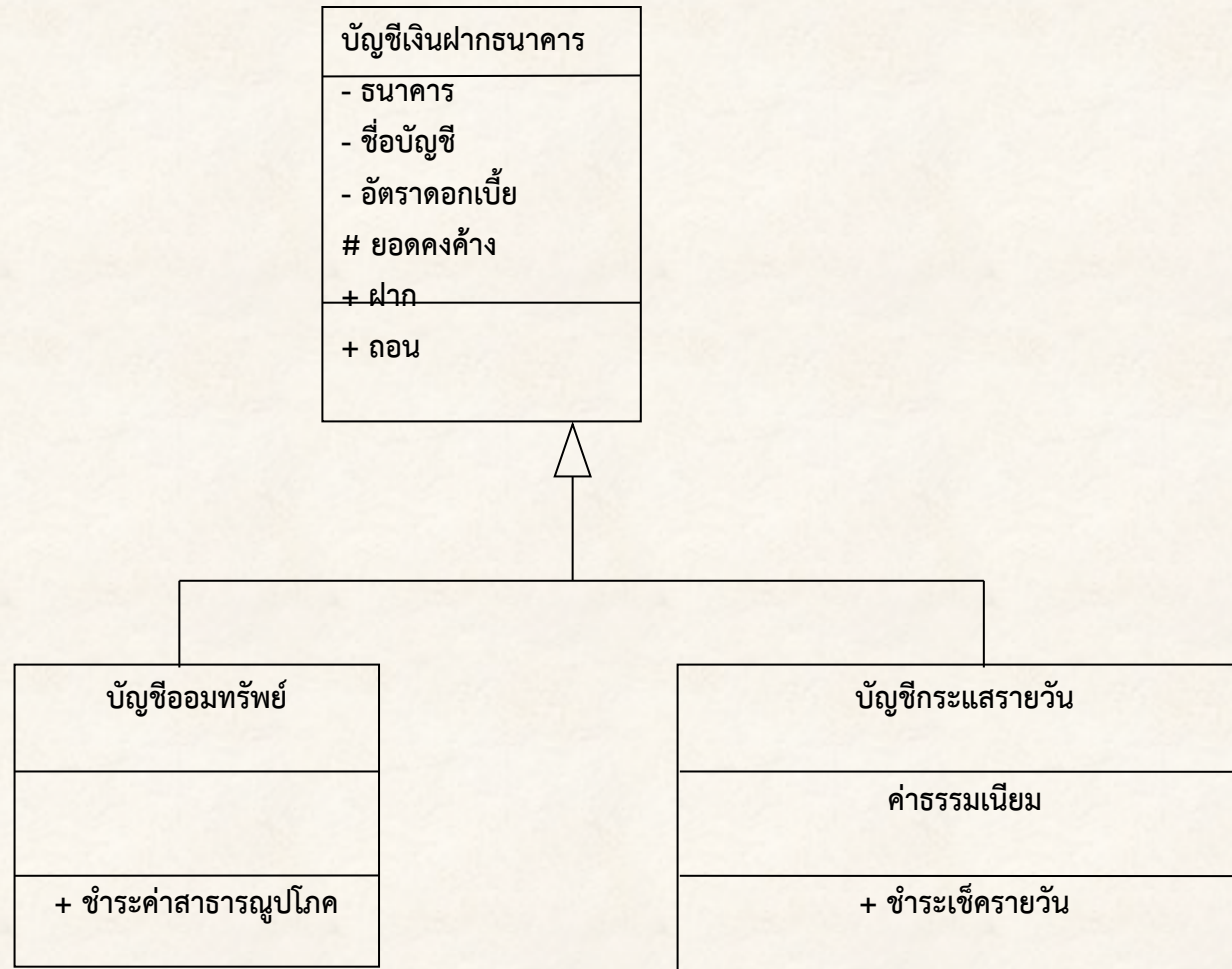 บัญชีเงินฝากธนาคาร
- ธนาคาร
- ชื่อบัญชี
- อัตราดอกเบี้ย
# ยอดคงค้าง
+ ฝาก
+ ถอน
บัญชีออมทรัพย์
+ ชำระค่าสาธารณูปโภค
บัญชีกระแสรายวัน
ค่าธรรมเนียม
+ ชำระเช็ครายวัน